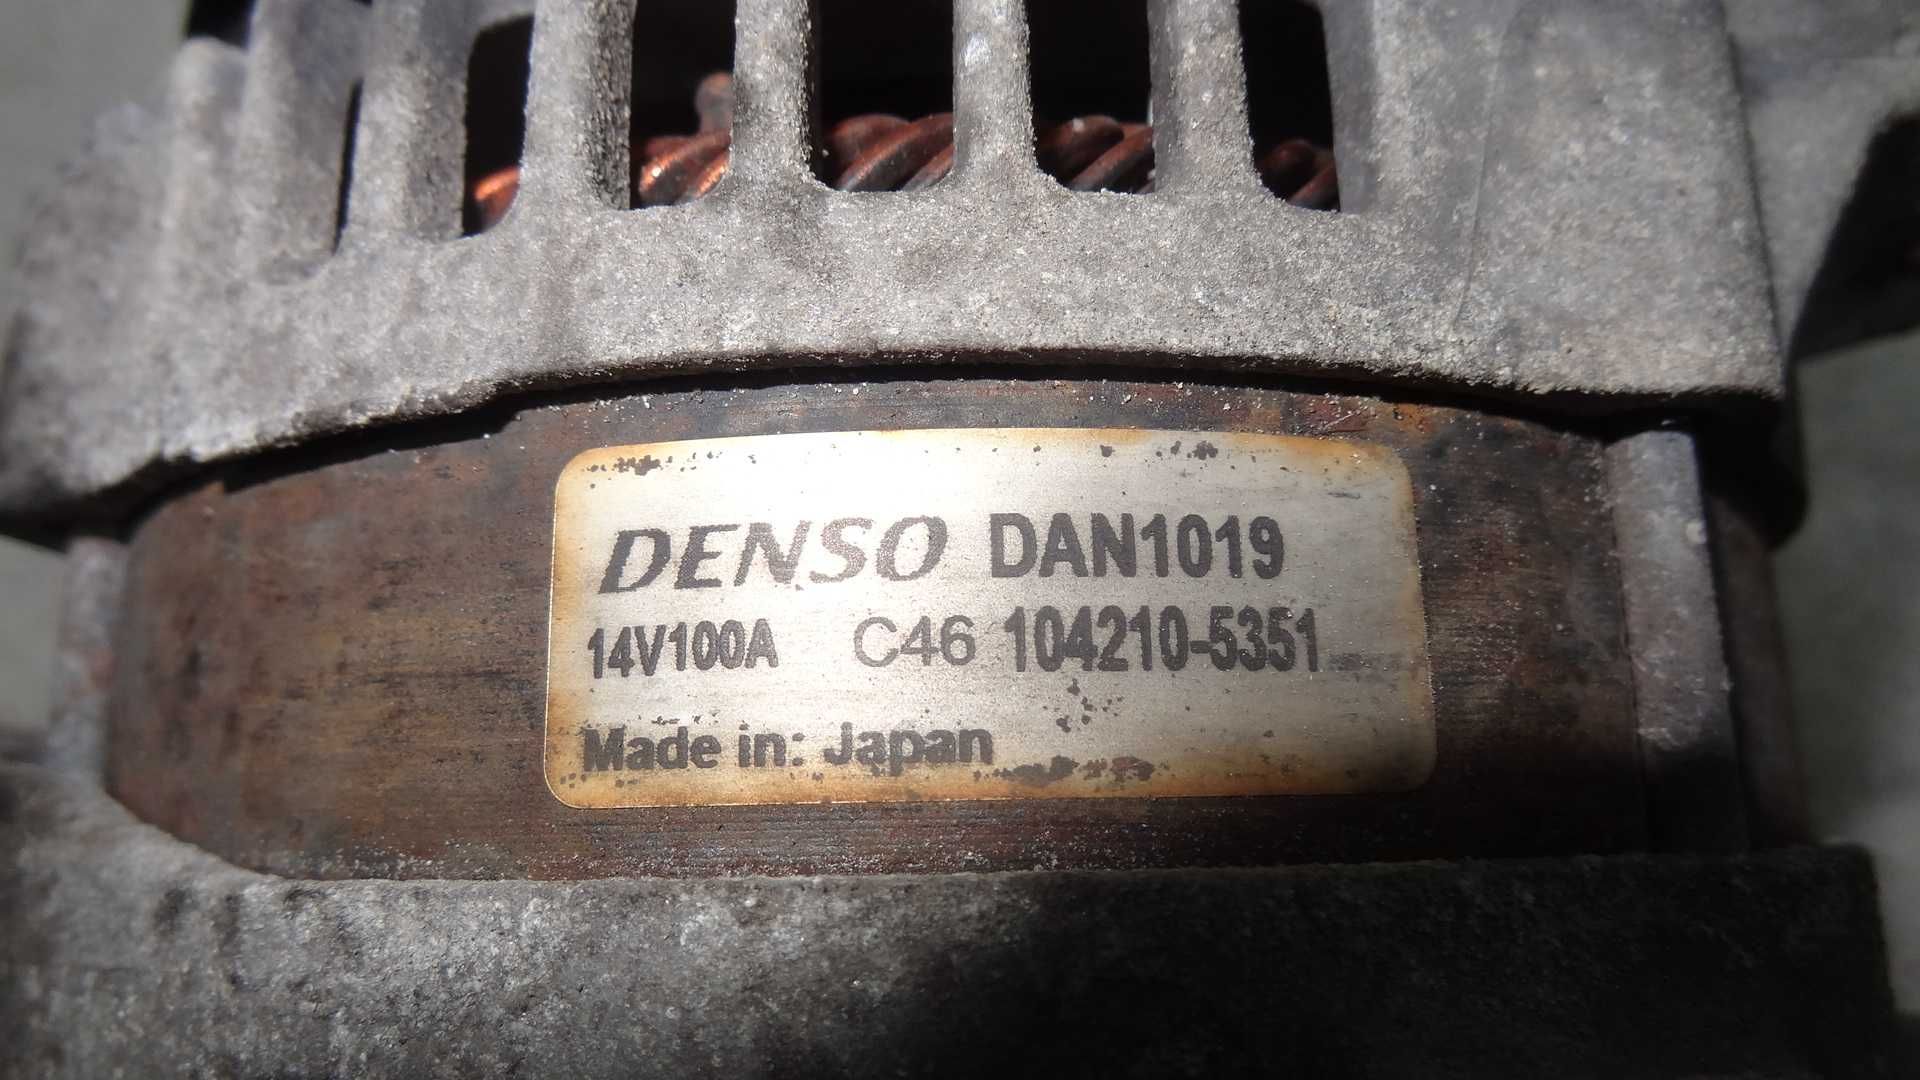 DENSO DAN1019
14V100A C46 104210-5351
Made in: Japan